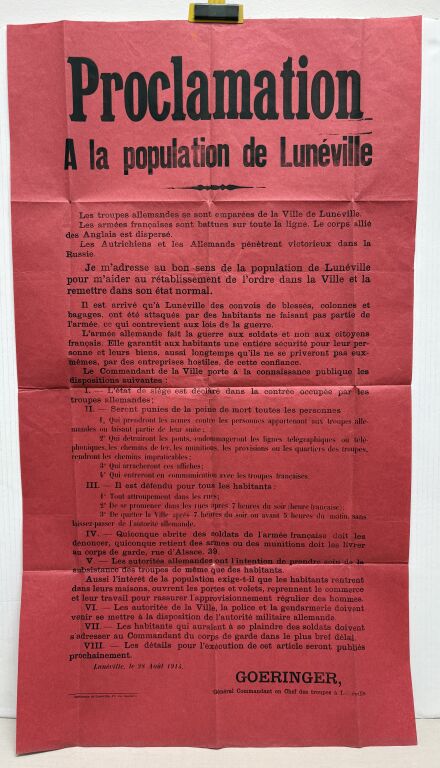 Proclamation
A la population de Lunéville
Les troupes allemandes se sont emparées de la Ville de Lunéville.
Les armées françaises sont battues sur toute la ligne. Le corps allié
des Anglais est dispersé.
Les Autrichiens et les Allemands pénètrent victorieux dans la
Russie.
Je m'adresse au bon sens de la population de Lunéville
pour m'aider au rétablissement de l'ordre dans la Ville et la
remettre dans son état normal.
Il est arrivé qu'à Lunéville des convois de blessés, colonnes et
bagages, ont été attaqués par des habitants ne faisant pas partie de
l'armée, ce qui contrevient aux lois de la guerre.
L'armée allemande fait la guerre aux soldats et non aux citoyens
français. Elle garantit aux habitants une entière sécurité pour leur per-
sonne et leurs biens, aussi longtemps qu'ils ne se priveront pas eux-
mêmes, par des entreprises hostiles, de cette confiance.
Le Commandant de la Ville porte à la connaissance publique les
dispositions suivantes :
I. — L'état de siège est déclaré dans la contrée occupée par les
troupes allemandes;
II. — Seront punies de la peine de mort toutes les personnes
1. Qui prendront les armes contre les personnes appartenant aux troupes alle-
mandes ou faisant partie de leur suite;
2° Qui détruiront les ponts, endommageront les lignes télégraphiques ou télé-
phoniques, les chemins de fer, les munitions, les provisions ou les quartiers des troupes,
rendront les chemins impraticables;
3° Qui arracheront ces affiches;
4° Qui entreront en communication avec les troupes françaises.
III. — Il est défendu pour tous les habitants :
1° Tout attroupement dans les rues;
2° De se promener dans les rues après 7 heures du soir (heure française);
3° De quitter la Ville après 7 heures du soir ou avant 5 heures du matin, sans
laissez-passer de l'autorité allemande.
IV. — Quiconque abrite des soldats de l'armée française doit les
dénoncer, quiconque retient des armes ou des munitions doit les livrer
au corps de garde, rue d'Alsace, 39.
V. — Les autorités allemandes ont l'intention de prendre soin de la
subsistance des troupes de même que des habitants.
Aussi l'intérêt de la population exige-t-il que les habitants rentrent
dans leurs maisons, ouvrent les portes et volets, reprennent le commerce
et leur travail pour rassurer l'approvisionnement régulier des hommes.
VI. — Les autorités de la Ville, la police et la gendarmerie doivent
venir se mettre à la disposition de l'autorité militaire allemande.
VII. — Les habitants qui auraient à se plaindre des soldats doivent
s'adresser au Commandant du corps de garde dans le plus bref délai.
VIII. — Les détails pour l'exécution de cet article seront publiés
prochainement.
Lunéville, le 28 Août 1914.
GOERINGER,
Général Commandant en Chef des troupes à